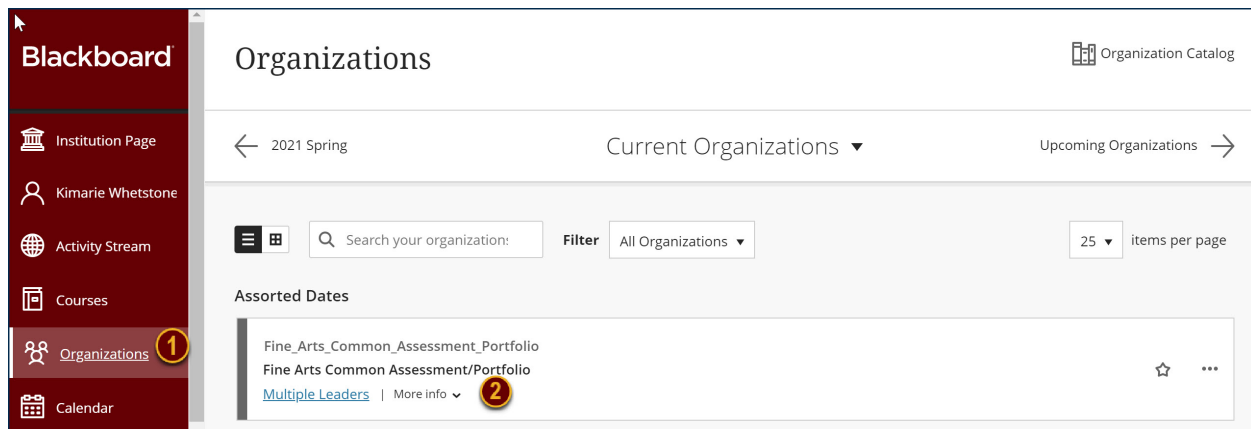 Blackboard
Institution Page
Kimarie Whetstone
Activity Stream
Courses
Organizations 1
Calendar
Organizations
Organization Catalog
2021 Spring
Current Organizations
Upcoming Organizations
Search your organization:
Filter
All Organizations
25
items per page
Assorted Dates
Fine_Arts_Common_Assessment_Portfolio
Fine Arts Common Assessment/Portfolio
Multiple Leaders | More info 2